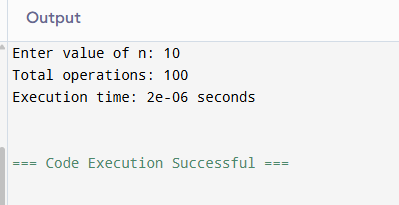 Output
Enter value of n: 10
Total operations: 100
Execution time: 2e-06 seconds
=== Code Execution Successful ===